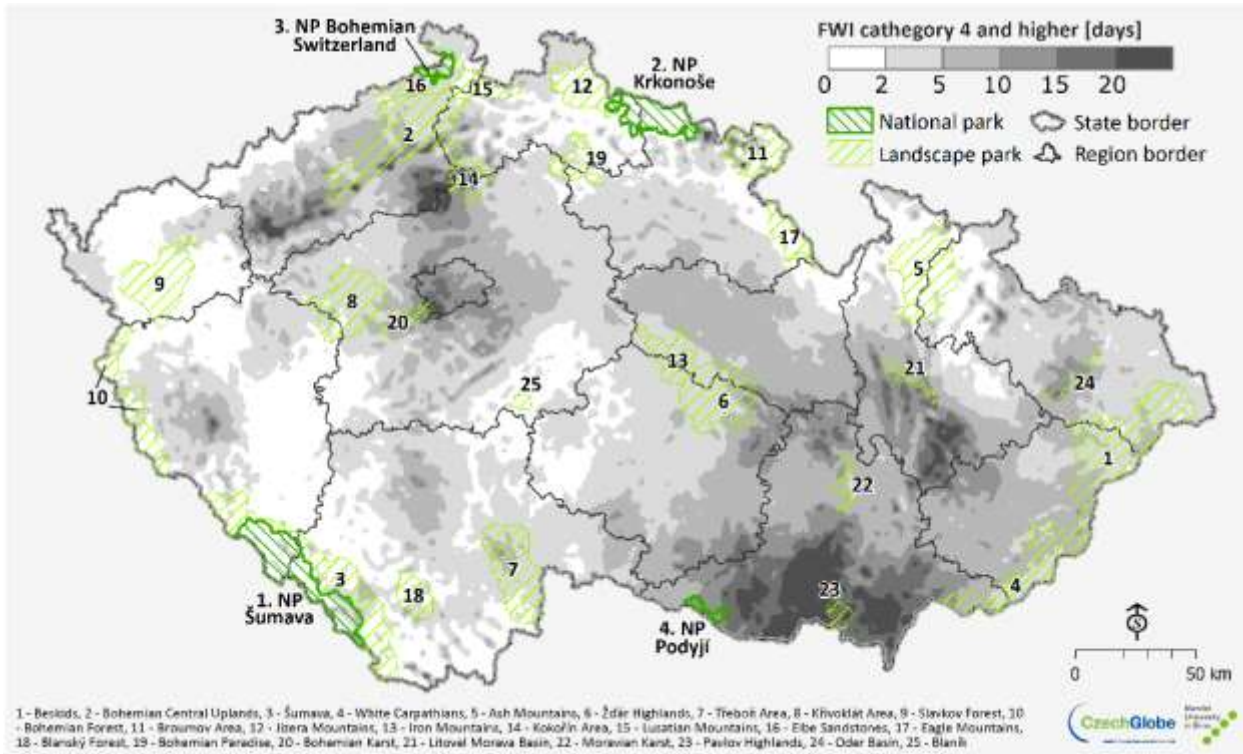 3. NP Bohemian
Switzerland
2. NP
Krkonoše
FWI cathegory 4 and higher [days]
0 2 5 10 15 20
National park
State border
Landscape park
Region border
16
15
12
2
11
19
14
17
9
5
8
20
13
21
24
10
25
6
1
22
7
3
18
23
4
1. NP
Šumava
4. NP
Podyjí
S
0 50 km
1 - Beskids, 2 - Bohemian Central Uplands, 3 - Šumava, 4 - White Carpathians, 5 - Ash Mountains, 6 - Žďár Highlands, 7 - Třeboň Area, 8 - Křivoklát Area, 9 - Slavkov Forest, 10
- Bohemian Forest, 11 - Broumov Area, 12 - Jizera Mountains, 13 - Iron Mountains, 14 - Kokořín Area, 15 - Lusatian Mountains, 16 - Elbe Sandstones, 17 - Eagle Mountains,
18 - Blanský Forest, 19 - Bohemian Paradise, 20 - Bohemian Karst, 21 - Litovel Morava Basin, 22 - Moravian Karst, 23 - Pavlov Highlands, 24 - Oder Basin, 25 - Blaník
CzechGlobe
Mendel
University
in Brno